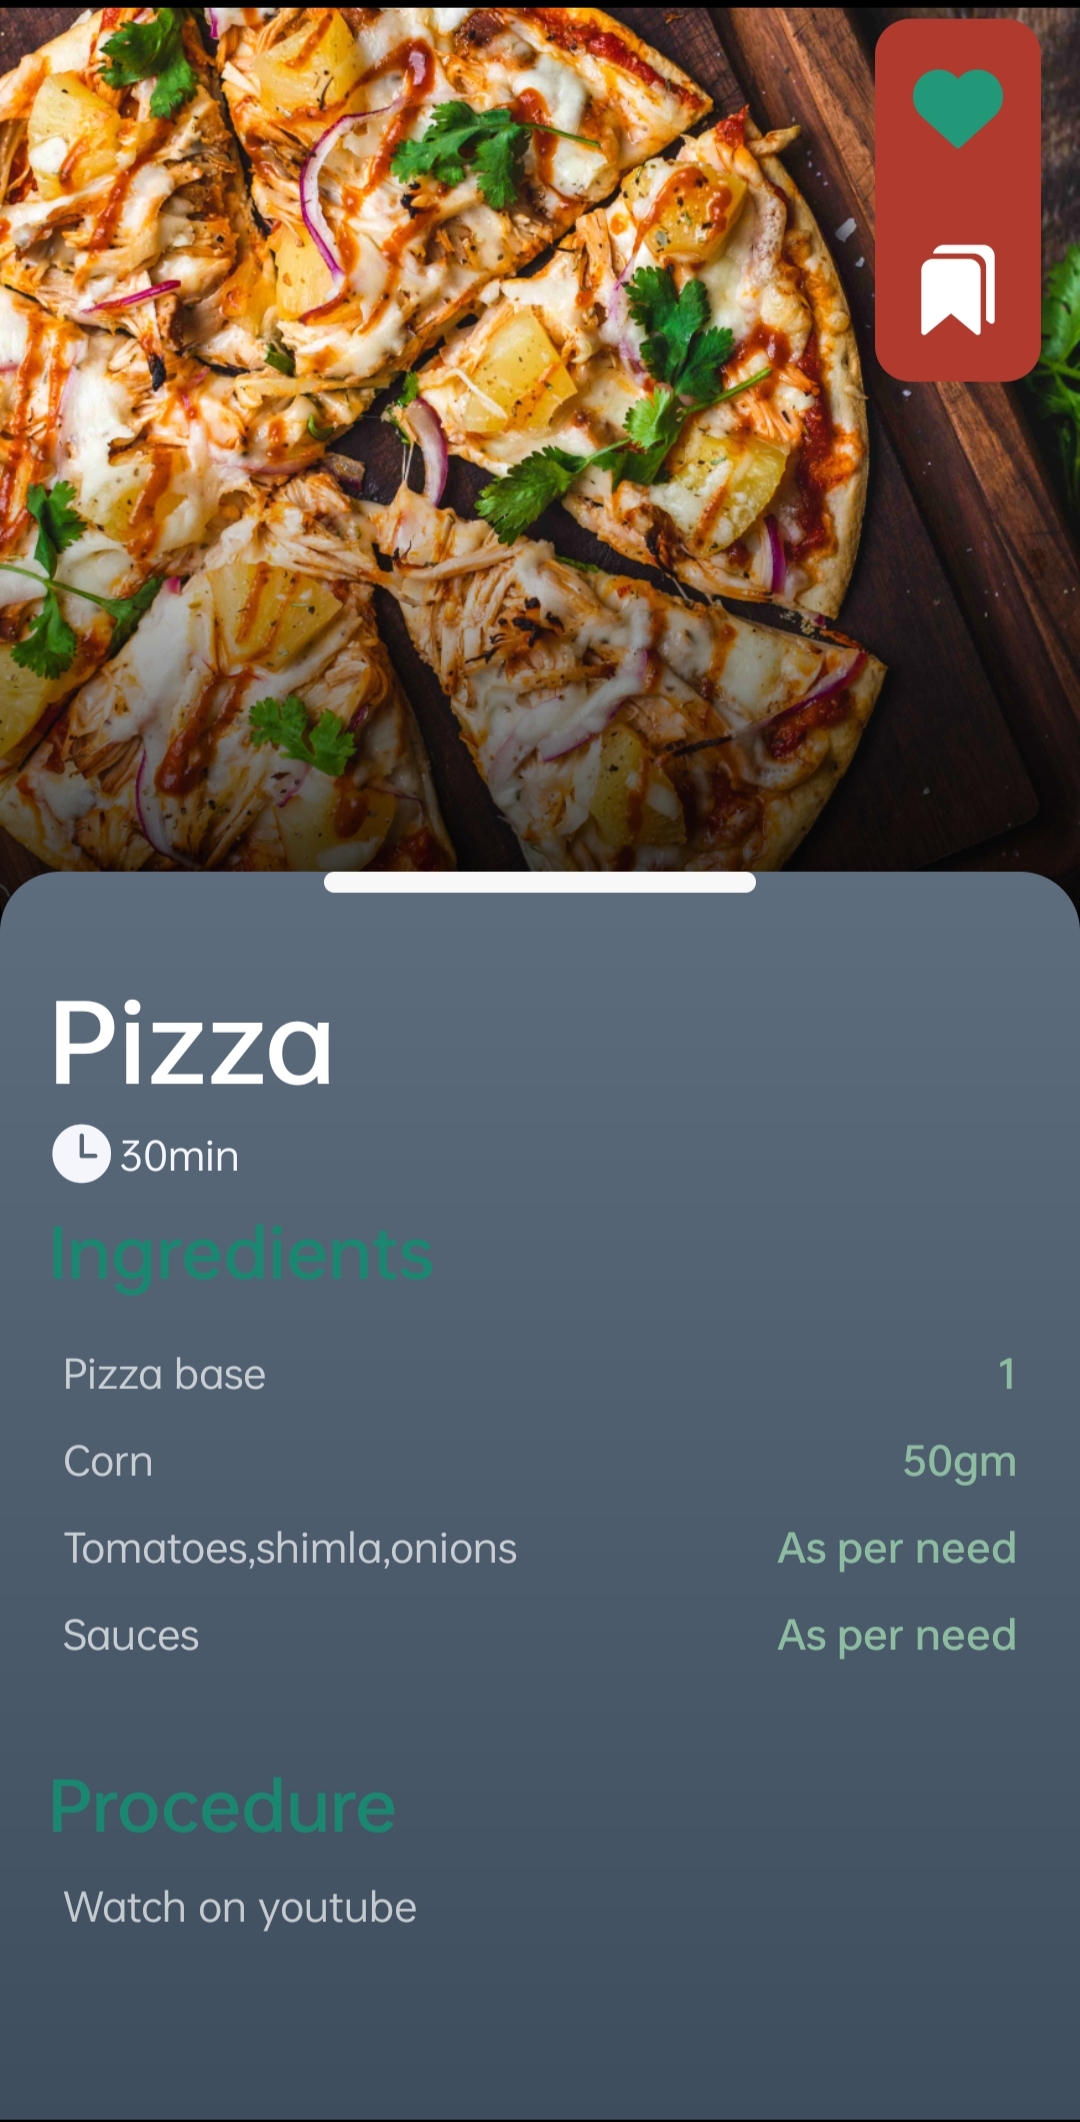 Pizza
30min
Ingredients
Pizza base 1
Corn 50gm
Tomatoes,shimla,onions As per need
Sauces As per need
Procedure
Watch on youtube